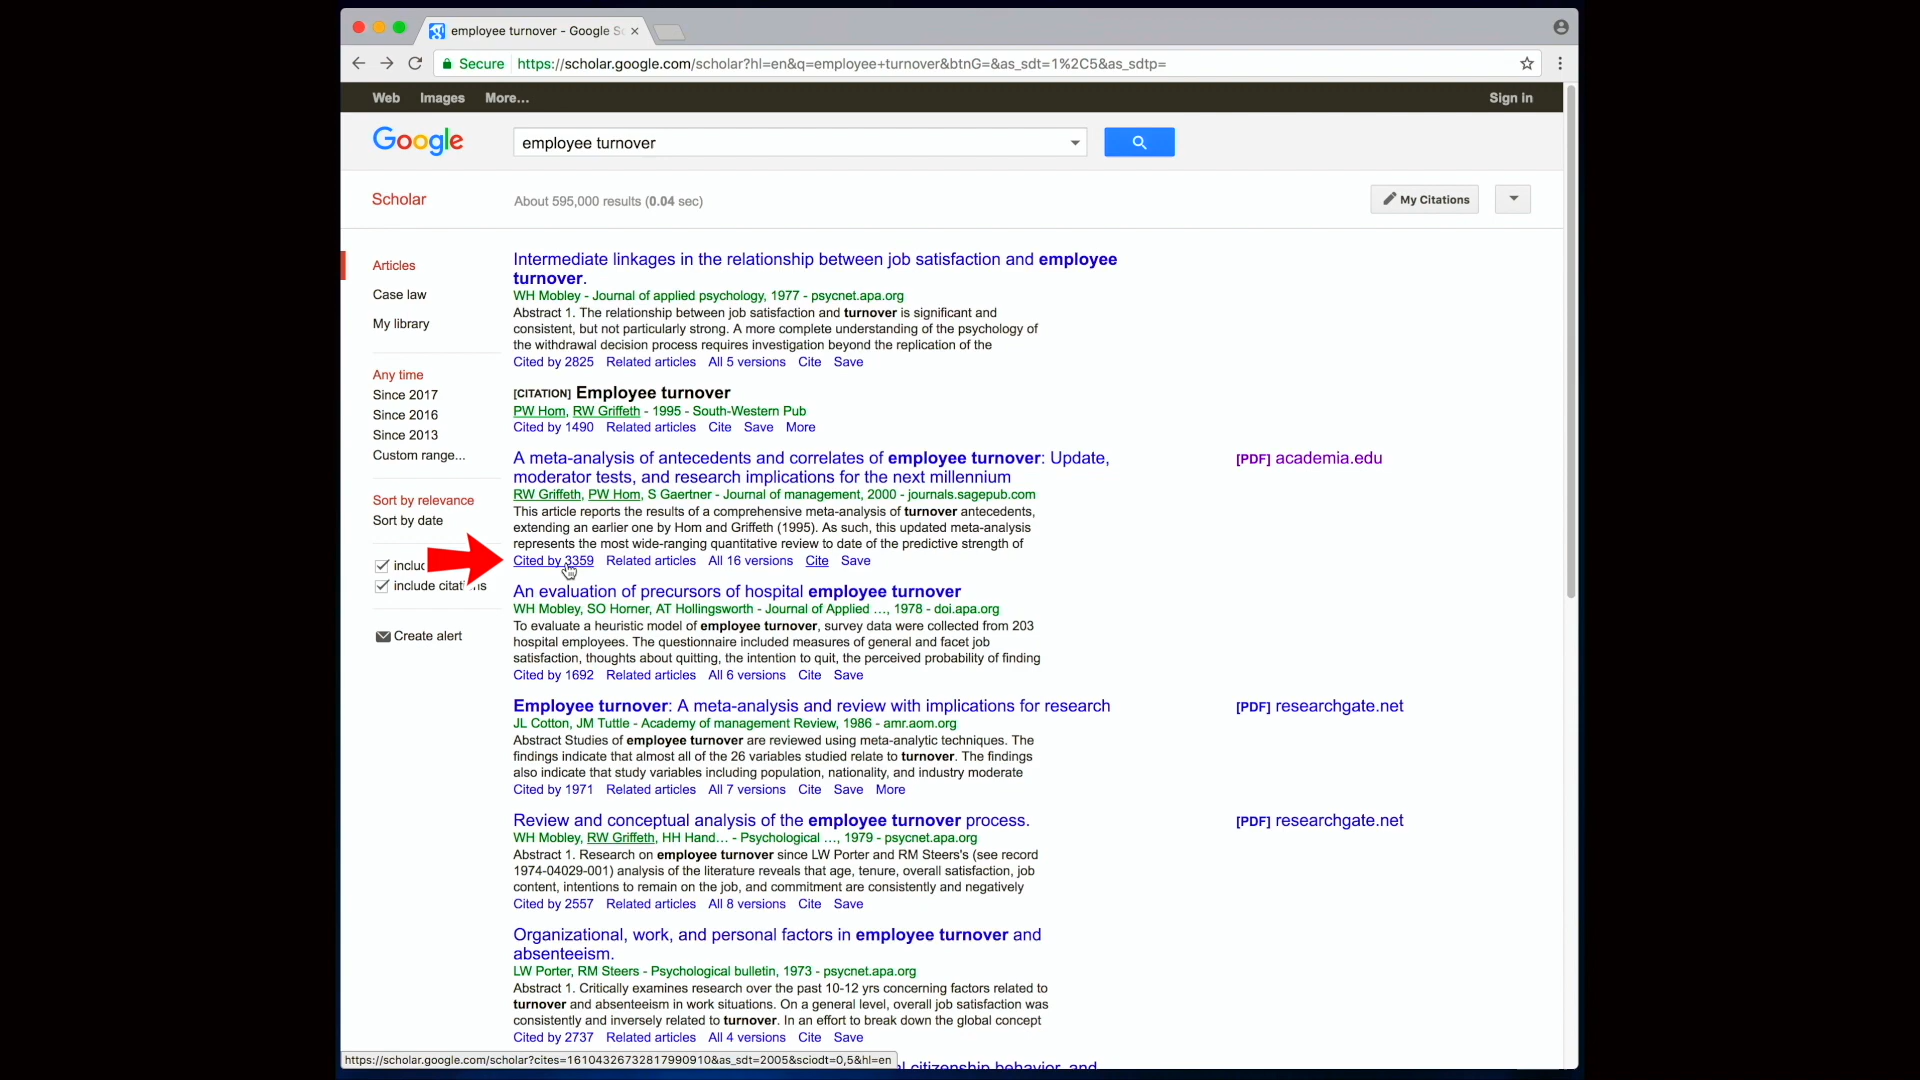 employee turnover - Google Sc
Secure https://scholar.google.com/scholar?hl=en&q=employee+turnover&btnG=&as_sdt=1%2C5&as_sdtp=
Web Images More... Sign in
Google employee turnover
Scholar About 595,000 results (0.04 sec) My Citations
Articles
Case law
My library
Any time
Since 2017
Since 2016
Since 2013
Custom range...
Sort by relevance
Sort by date
include citations
Create alert
Intermediate linkages in the relationship between job satisfaction and employee
turnover.
WH Mobley - Journal of applied psychology, 1977 - psycnet.apa.org
Abstract 1. The relationship between job satisfaction and turnover is significant and
consistent, but not particularly strong. A more complete understanding of the psychology of
the withdrawal decision process requires investigation beyond the replication of the
Cited by 2825 Related articles All 5 versions Cite Save
[CITATION] Employee turnover
PW Hom, RW Griffeth - 1995 - South-Western Pub
Cited by 1490 Related articles Cite Save More
A meta-analysis of antecedents and correlates of employee turnover: Update,
moderator tests, and research implications for the next millennium
[PDF] academia.edu
RW Griffeth, PW Hom, S Gaertner - Journal of management, 2000 - journals.sagepub.com
This article reports the results of a comprehensive meta-analysis of turnover antecedents,
extending an earlier one by Hom and Griffeth (1995). As such, this updated meta-analysis
represents the most wide-ranging quantitative review to date of the predictive strength of
Cited by 3359 Related articles All 16 versions Cite Save
An evaluation of precursors of hospital employee turnover
WH Mobley, SO Horner, AT Hollingsworth - Journal of Applied ..., 1978 - doi.apa.org
To evaluate a heuristic model of employee turnover, survey data were collected from 203
hospital employees. The questionnaire included measures of general and facet job
satisfaction, thoughts about quitting, the intention to quit, the perceived probability of finding
Cited by 1692 Related articles All 6 versions Cite Save
Employee turnover: A meta-analysis and review with implications for research
[PDF] researchgate.net
JL Cotton, JM Tuttle - Academy of management Review, 1986 - amr.aom.org
Abstract Studies of employee turnover are reviewed using meta-analytic techniques. The
findings indicate that almost all of the 26 variables studied relate to turnover. The findings
also indicate that study variables including population, nationality, and industry moderate
Cited by 1971 Related articles All 7 versions Cite Save More
Review and conceptual analysis of the employee turnover process.
[PDF] researchgate.net
WH Mobley, RW Griffeth, HH Hand... - Psychological ..., 1979 - psycnet.apa.org
Abstract 1. Research on employee turnover since LW Porter and RM Steers's (see record
1974-04029-001) analysis of the literature reveals that age, tenure, overall satisfaction, job
content, intentions to remain on the job, and commitment are consistently and negatively
Cited by 2557 Related articles All 8 versions Cite Save
Organizational, work, and personal factors in employee turnover and
absenteeism.
LW Porter, RM Steers - Psychological bulletin, 1973 - psycnet.apa.org
Abstract 1. Critically examines research over the past 10-12 yrs concerning factors related to
turnover and absenteeism in work situations. On a general level, overall job satisfaction was
consistently and inversely related to turnover. In an effort to break down the global concept
Cited by 2737 Related articles All 4 versions Cite Save
citizenship behavior, and
https://scholar.google.com/scholar?cites=16104326732817990910&as_sdt=2005&sciodt=0,5&hl=en